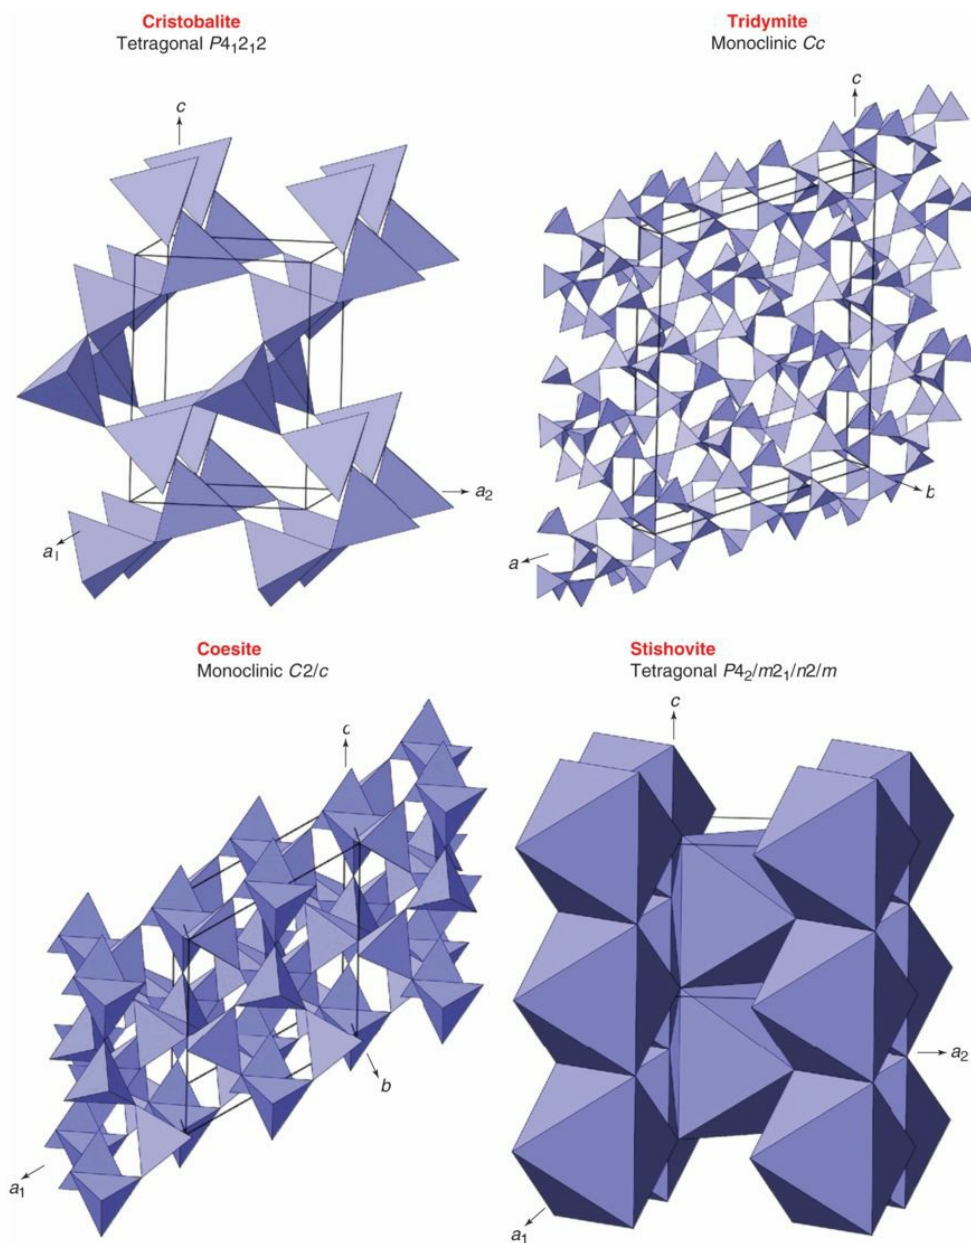 Cristobalite
Tetragonal P4₁2₁2
c
a₂
a₁
Tridymite
Monoclinic Cc
c
b
a
Coesite
Monoclinic C2/c
c
b
a₁
Stishovite
Tetragonal P4₂/m2₁/n2/m
c
a₂
a₁